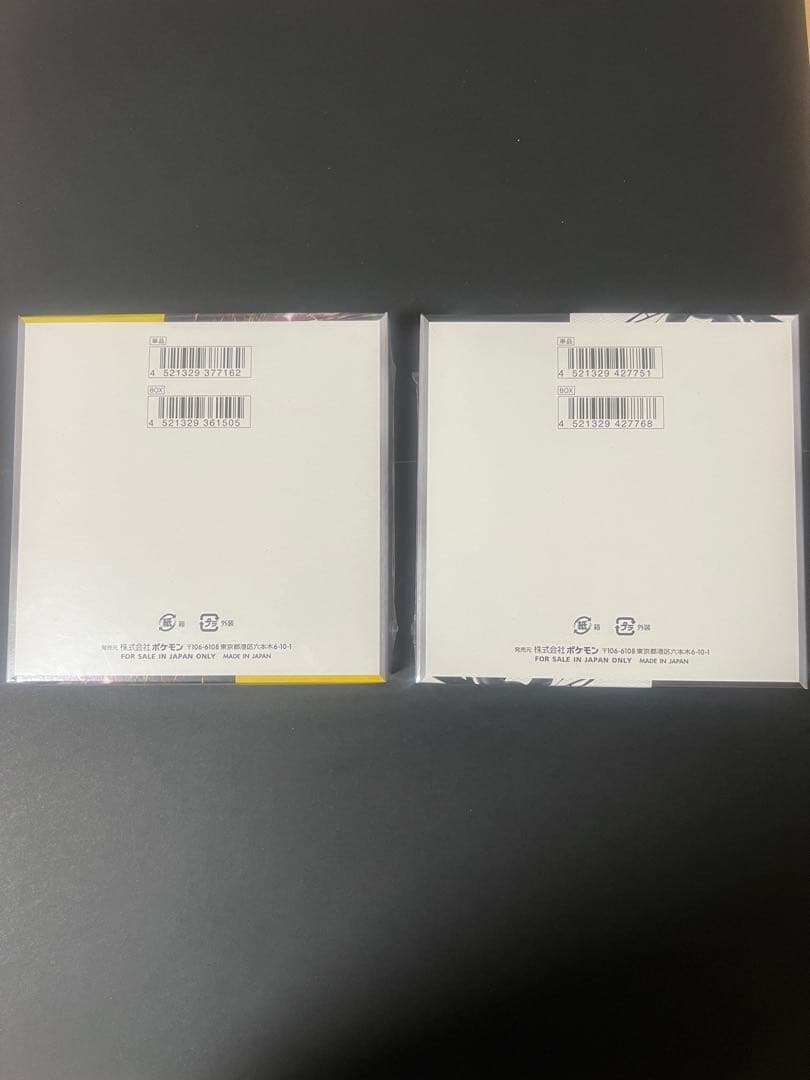 単品
4 521329 377162
BOX
4 521329 361505
紙 箱 プラ 外装
発売元 株式会社 ポケモン 〒106-6108 東京都港区六本木6-10-1
FOR SALE IN JAPAN ONLY MADE IN JAPAN
単品
4 521329 427751
BOX
4 521329 427768
紙 箱 プラ 外装
発売元 株式会社 ポケモン 〒106-6108 東京都港区六本木6-10-1
FOR SALE IN JAPAN ONLY MADE IN JAPAN